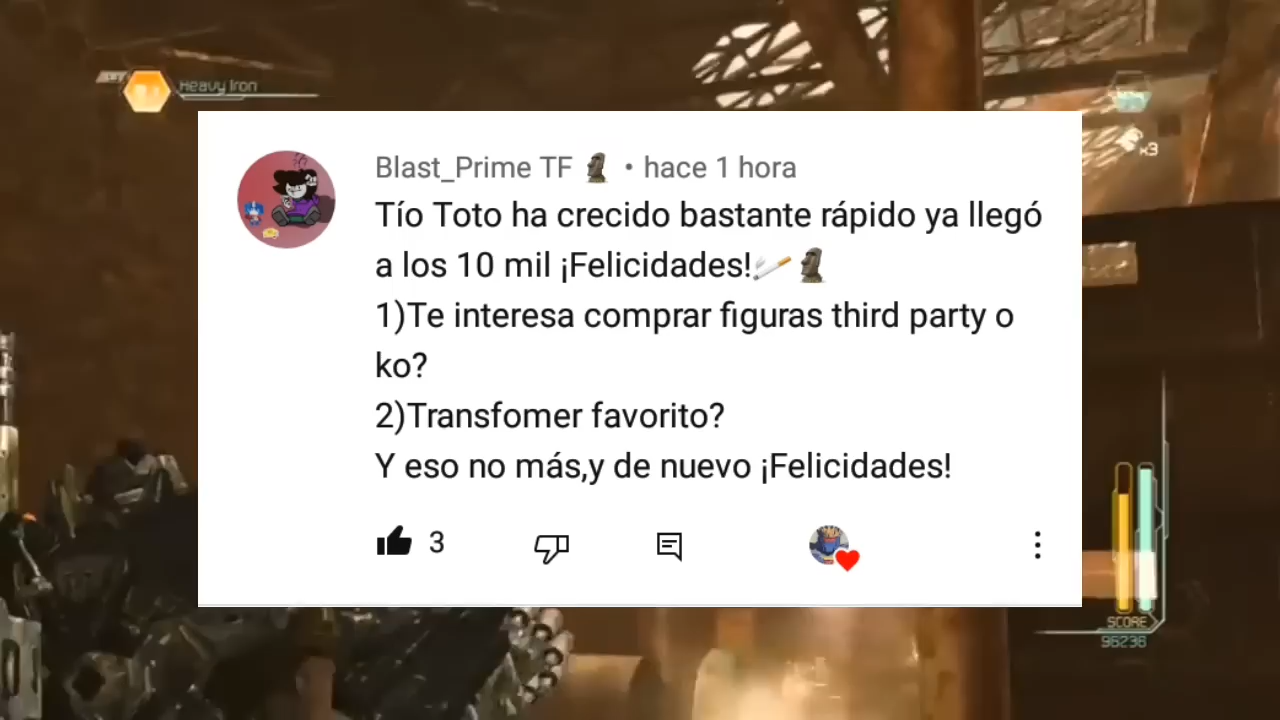 Heavy Iron
x3
Blast_Prime TF 🗿 • hace 1 hora
Tío Toto ha crecido bastante rápido ya llegó
a los 10 mil ¡Felicidades!🚬🗿
1)Te interesa comprar figuras third party o
ko?
2)Transfomer favorito?
Y eso no más,y de nuevo ¡Felicidades!
3
SCORE
95236